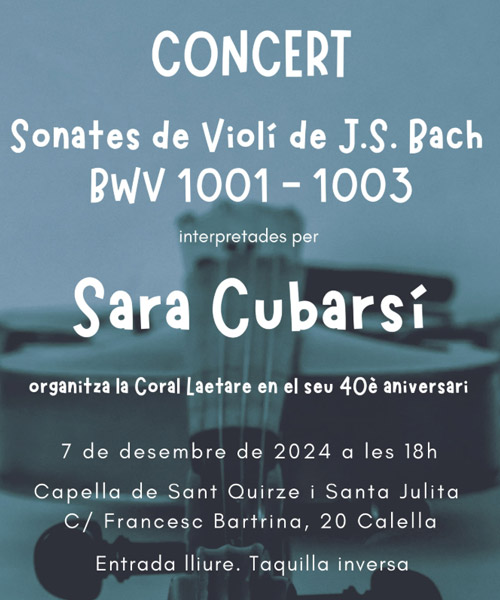 CONCERT
Sonates de Violí de J.S. Bach
BWV 1001 - 1003
interpretades per
Sara Cubarsí
organitza la Coral Laetare en el seu 40è aniversari
7 de desembre de 2024 a les 18h
Capella de Sant Quirze i Santa Julita
C/ Francesc Bartrina, 20 Calella
Entrada lliure. Taquilla inversa